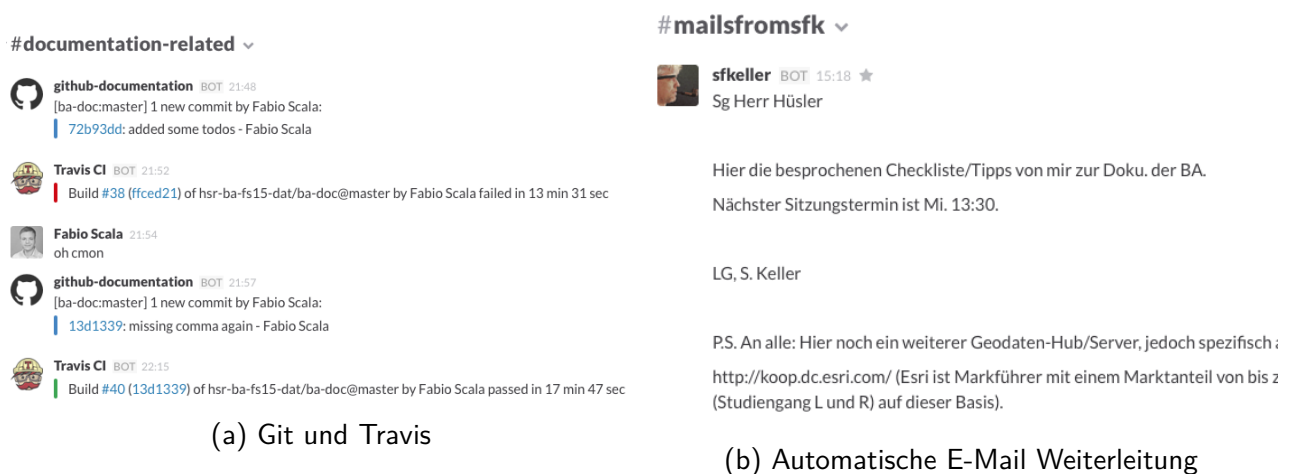 #documentation-related
github-documentation BOT 21:48
[ba-doc:master] 1 new commit by Fabio Scala:
72b93dd: added some todos - Fabio Scala
Travis CI BOT 21:52
Build #38 (ffced21) of hsr-ba-fs15-dat/ba-doc@master by Fabio Scala failed in 13 min 31 sec
Fabio Scala 21:54
oh cmon
github-documentation BOT 21:57
[ba-doc:master] 1 new commit by Fabio Scala:
13d1339: missing comma again - Fabio Scala
Travis CI BOT 22:15
Build #40 (13d1339) of hsr-ba-fs15-dat/ba-doc@master by Fabio Scala passed in 17 min 47 sec
(a) Git und Travis
#mailsfromsfk
sfkeller BOT 15:18
Sg Herr Hüsler
Hier die besprochenen Checkliste/Tipps von mir zur Doku. der BA.
Nächster Sitzungstermin ist Mi. 13:30.
LG, S. Keller
P.S. An alle: Hier noch ein weiterer Geodaten-Hub/Server, jedoch spezifisch
http://koop.dc.esri.com/ (Esri ist Markführer mit einem Marktanteil von bis
(Studiengang L und R) auf dieser Basis).
(b) Automatische E-Mail Weiterleitung